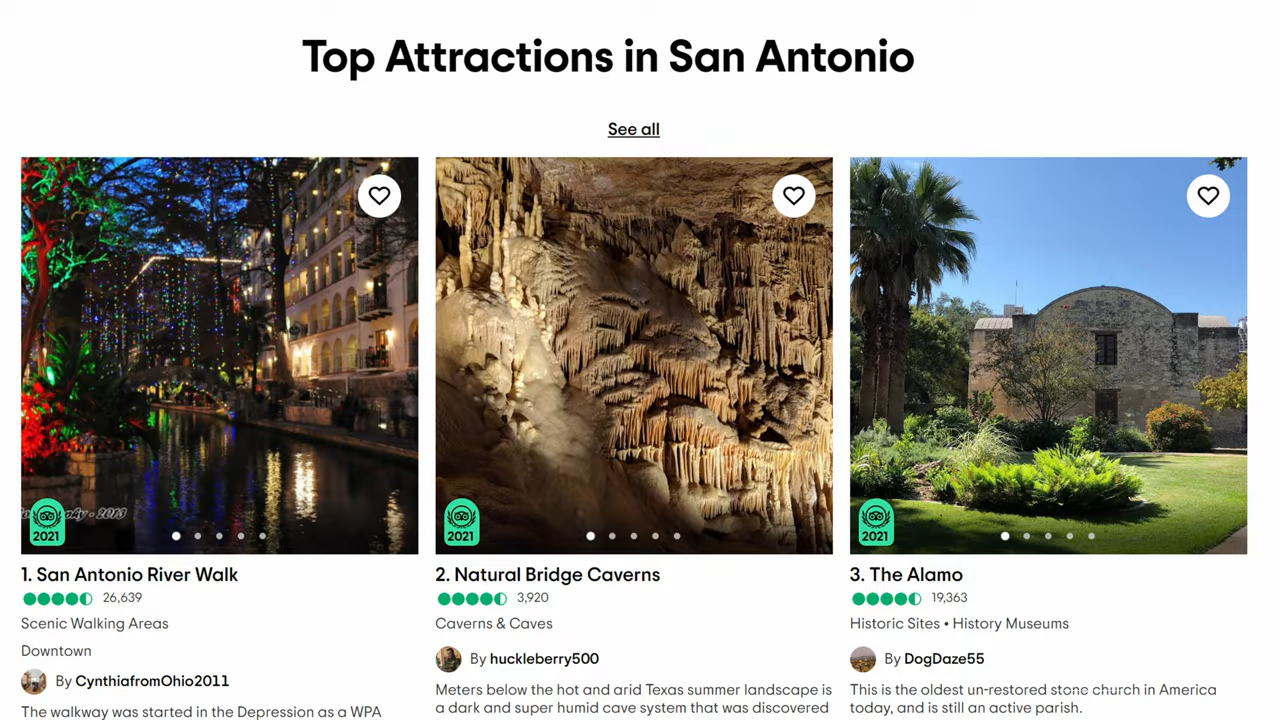 Top Attractions in San Antonio
See all
2021
2021
2021
1. San Antonio River Walk
26,639
Scenic Walking Areas
Downtown
By CynthiafromOhio2011
The walkway was started in the Depression as a WPA
2. Natural Bridge Caverns
3,920
Caverns & Caves
By huckleberry500
Meters below the hot and arid Texas summer landscape is
a dark and super humid cave system that was discovered
3. The Alamo
19,363
Historic Sites • History Museums
By DogDaze55
This is the oldest un-restored stone church in America
today, and is still an active parish.